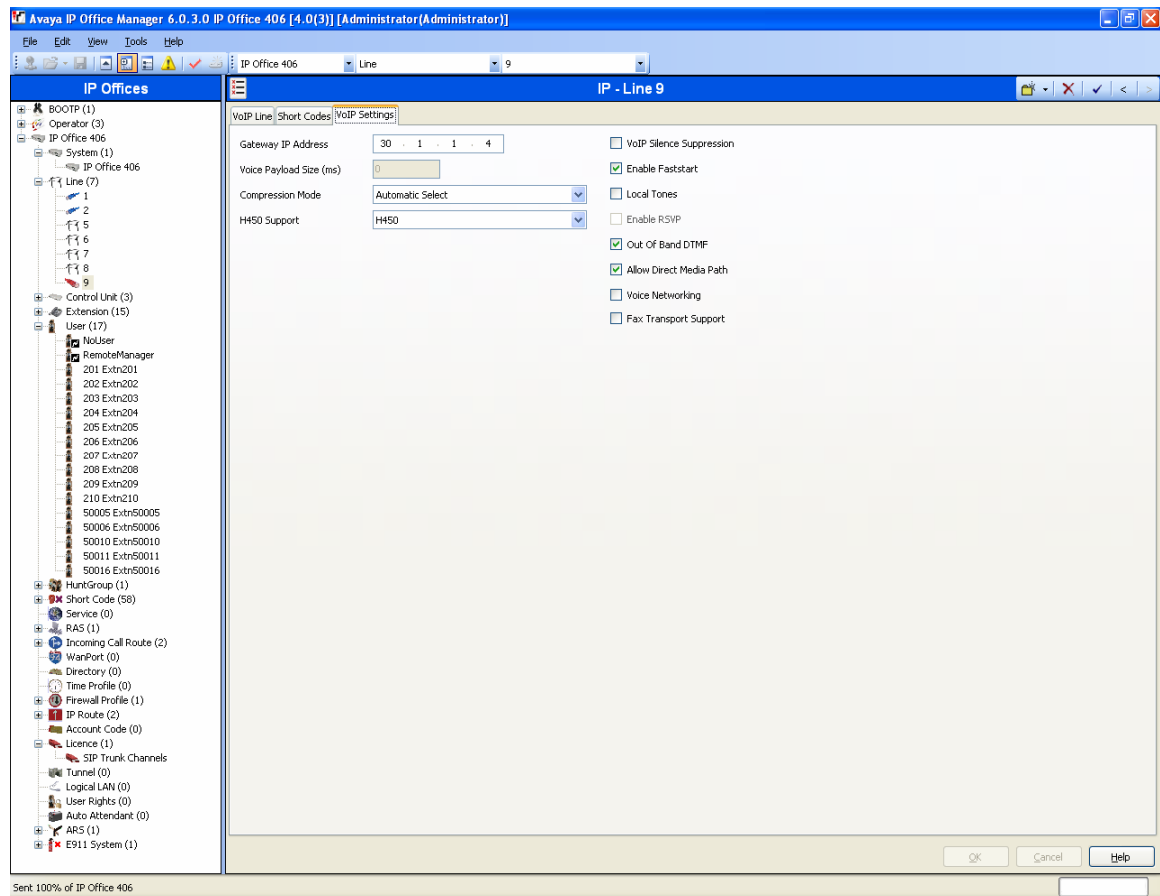 Avaya IP Office Manager 6.0.3.0 IP Office 406 [4.0(3)] [Administrator(Administrator)]
File Edit View Tools Help
IP Office 406 Line 9
IP Offices
BOOTP (1)
Operator (3)
IP Office 406
System (1)
IP Office 406
Line (7)
1
2
5
6
7
8
9
Control Unit (3)
Extension (15)
User (17)
NoUser
RemoteManager
201 Extn201
202 Extn202
203 Extn203
204 Extn204
205 Extn205
206 Extn206
207 Extn207
208 Extn208
209 Extn209
210 Extn210
50005 Extn50005
50006 Extn50006
50010 Extn50010
50011 Extn50011
50016 Extn50016
HuntGroup (1)
Short Code (58)
Service (0)
RAS (1)
Incoming Call Route (2)
WanPort (0)
Directory (0)
Time Profile (0)
Firewall Profile (1)
IP Route (2)
Account Code (0)
Licence (1)
SIP Trunk Channels
Tunnel (0)
Logical LAN (0)
User Rights (0)
Auto Attendant (0)
ARS (1)
E911 System (1)
IP - Line 9
VoIP Line Short Codes VoIP Settings
Gateway IP Address 30 . 1 . 1 . 4
Voice Payload Size (ms) 0
Compression Mode Automatic Select
H450 Support H450
VoIP Silence Suppression
Enable Faststart
Local Tones
Enable RSVP
Out Of Band DTMF
Allow Direct Media Path
Voice Networking
Fax Transport Support
OK Cancel Help
Sent 100% of IP Office 406